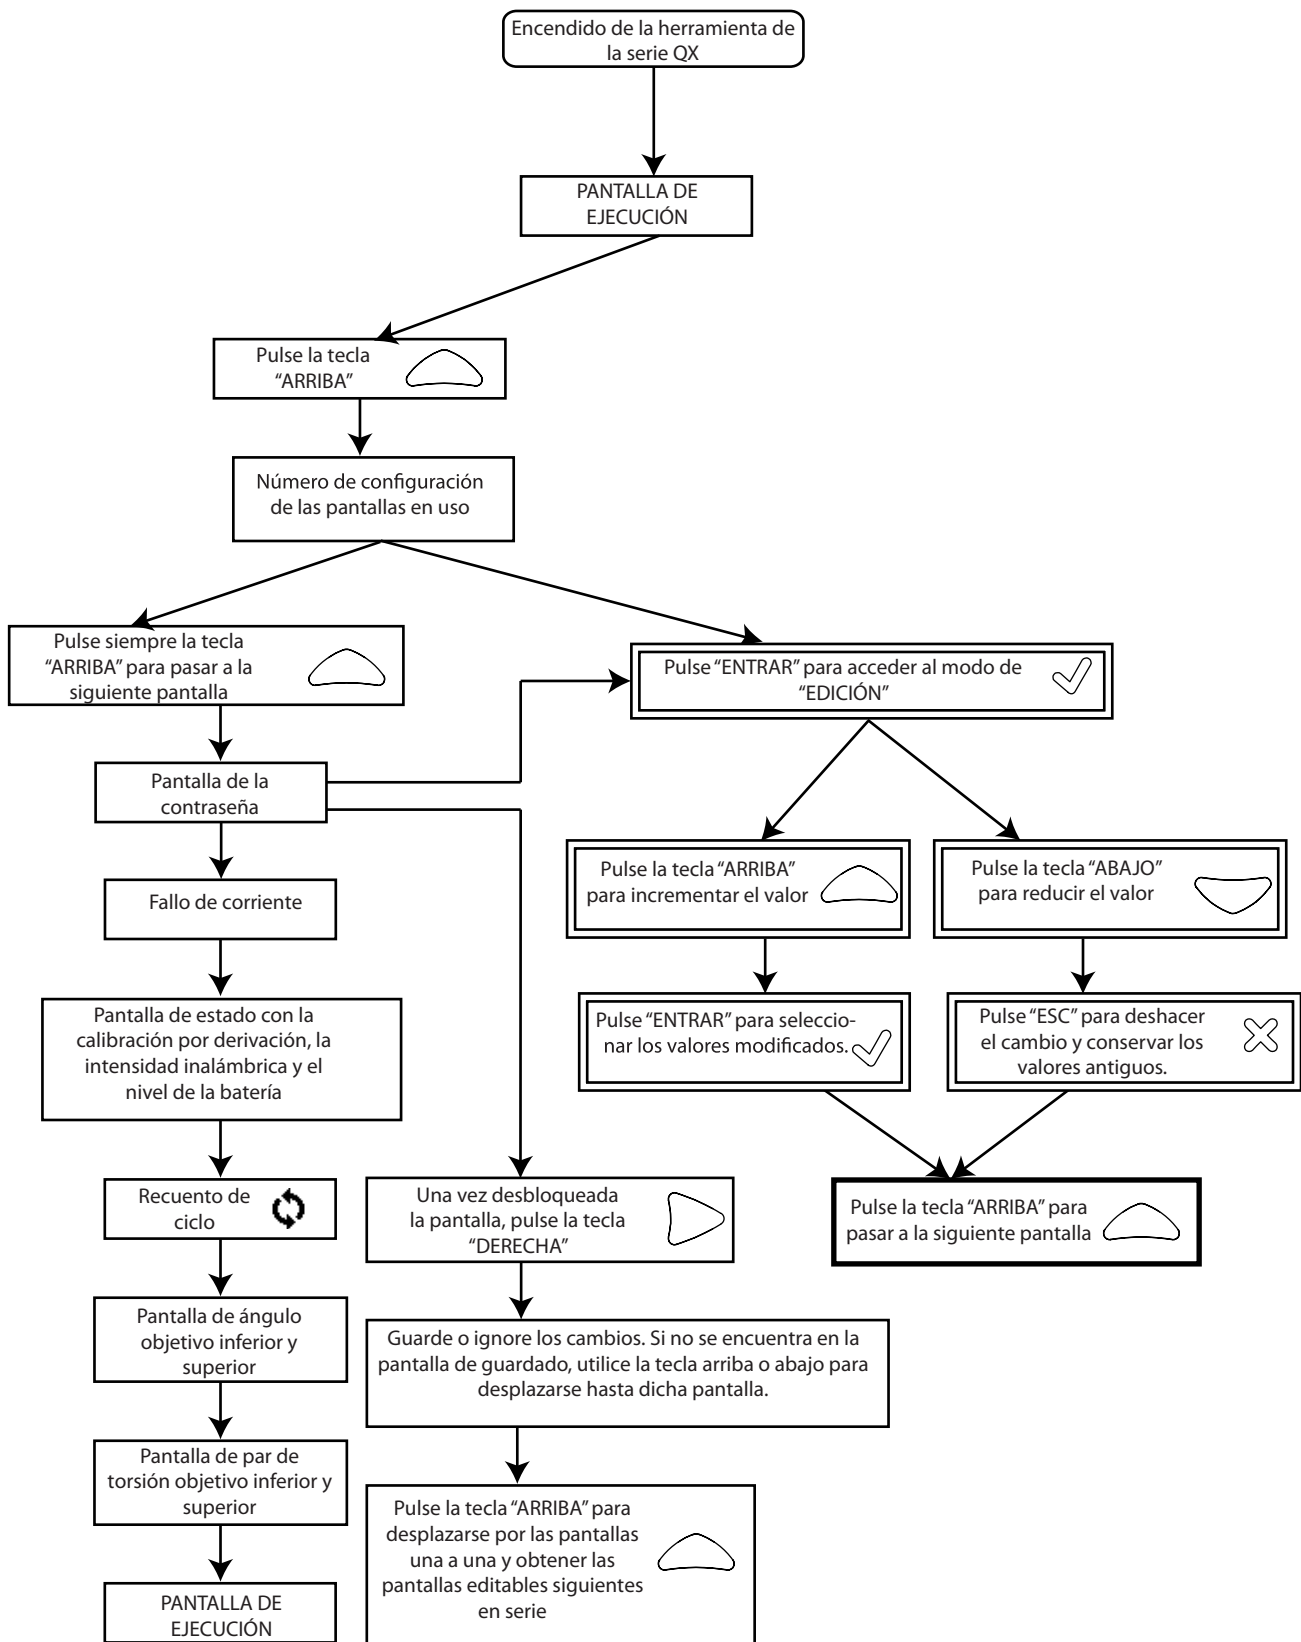 Encendido de la herramienta de
la serie QX
PANTALLA DE
EJECUCIÓN
Pulse la tecla
“ARRIBA”
Número de configuración
de las pantallas en uso
Pulse siempre la tecla
“ARRIBA” para pasar a la
siguiente pantalla
Pulse “ENTRAR” para acceder al modo de
“EDICIÓN”
Pantalla de la
contraseña
Pulse la tecla “ARRIBA”
para incrementar el valor
Pulse la tecla “ABAJO”
para reducir el valor
Fallo de corriente
Pantalla de estado con la
calibración por derivación, la
intensidad inalámbrica y el
nivel de la batería
Pulse “ENTRAR” para seleccio-
nar los valores modificados.
Pulse “ESC” para deshacer
el cambio y conservar los
valores antiguos.
Recuento de
ciclo
Una vez desbloqueada
la pantalla, pulse la tecla
“DERECHA”
Pulse la tecla “ARRIBA” para
pasar a la siguiente pantalla
Pantalla de ángulo
objetivo inferior y
superior
Guarde o ignore los cambios. Si no se encuentra en la
pantalla de guardado, utilice la tecla arriba o abajo para
desplazarse hasta dicha pantalla.
Pantalla de par de
torsión objetivo inferior y
superior
Pulse la tecla “ARRIBA” para
desplazarse por las pantallas
una a una y obtener las
pantallas editables siguientes
en serie
PANTALLA DE
EJECUCIÓN